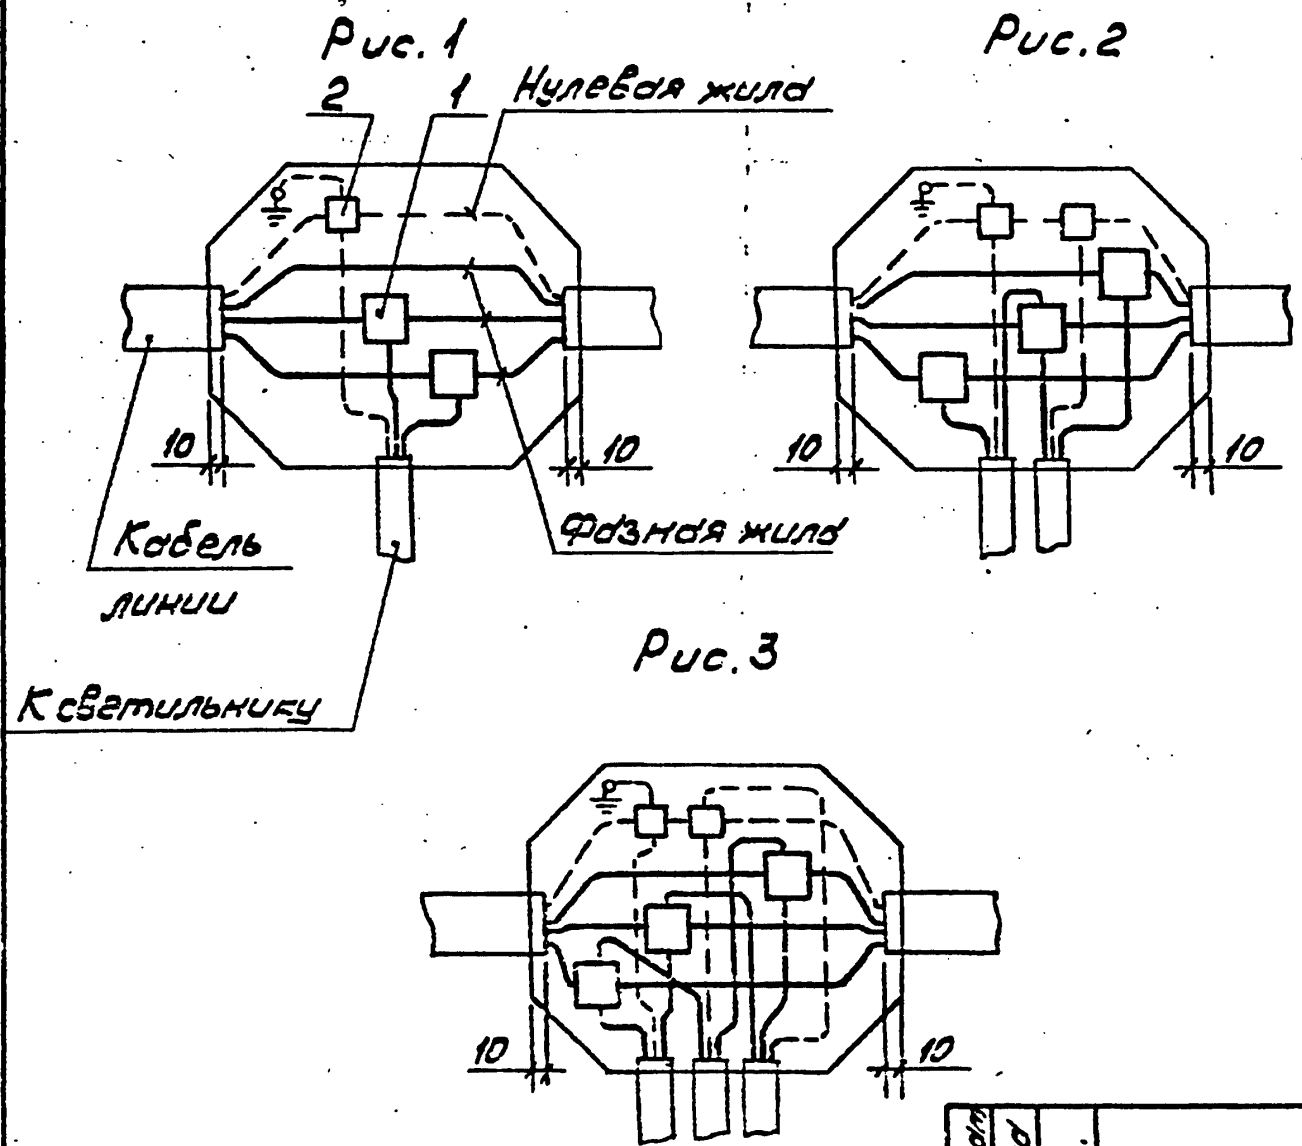 Рис. 1
Рис. 2
2
1
Нулевая жила
10
10
10
10
Фазная жила
Кабель
линии
Рис. 3
К светильнику
10
10